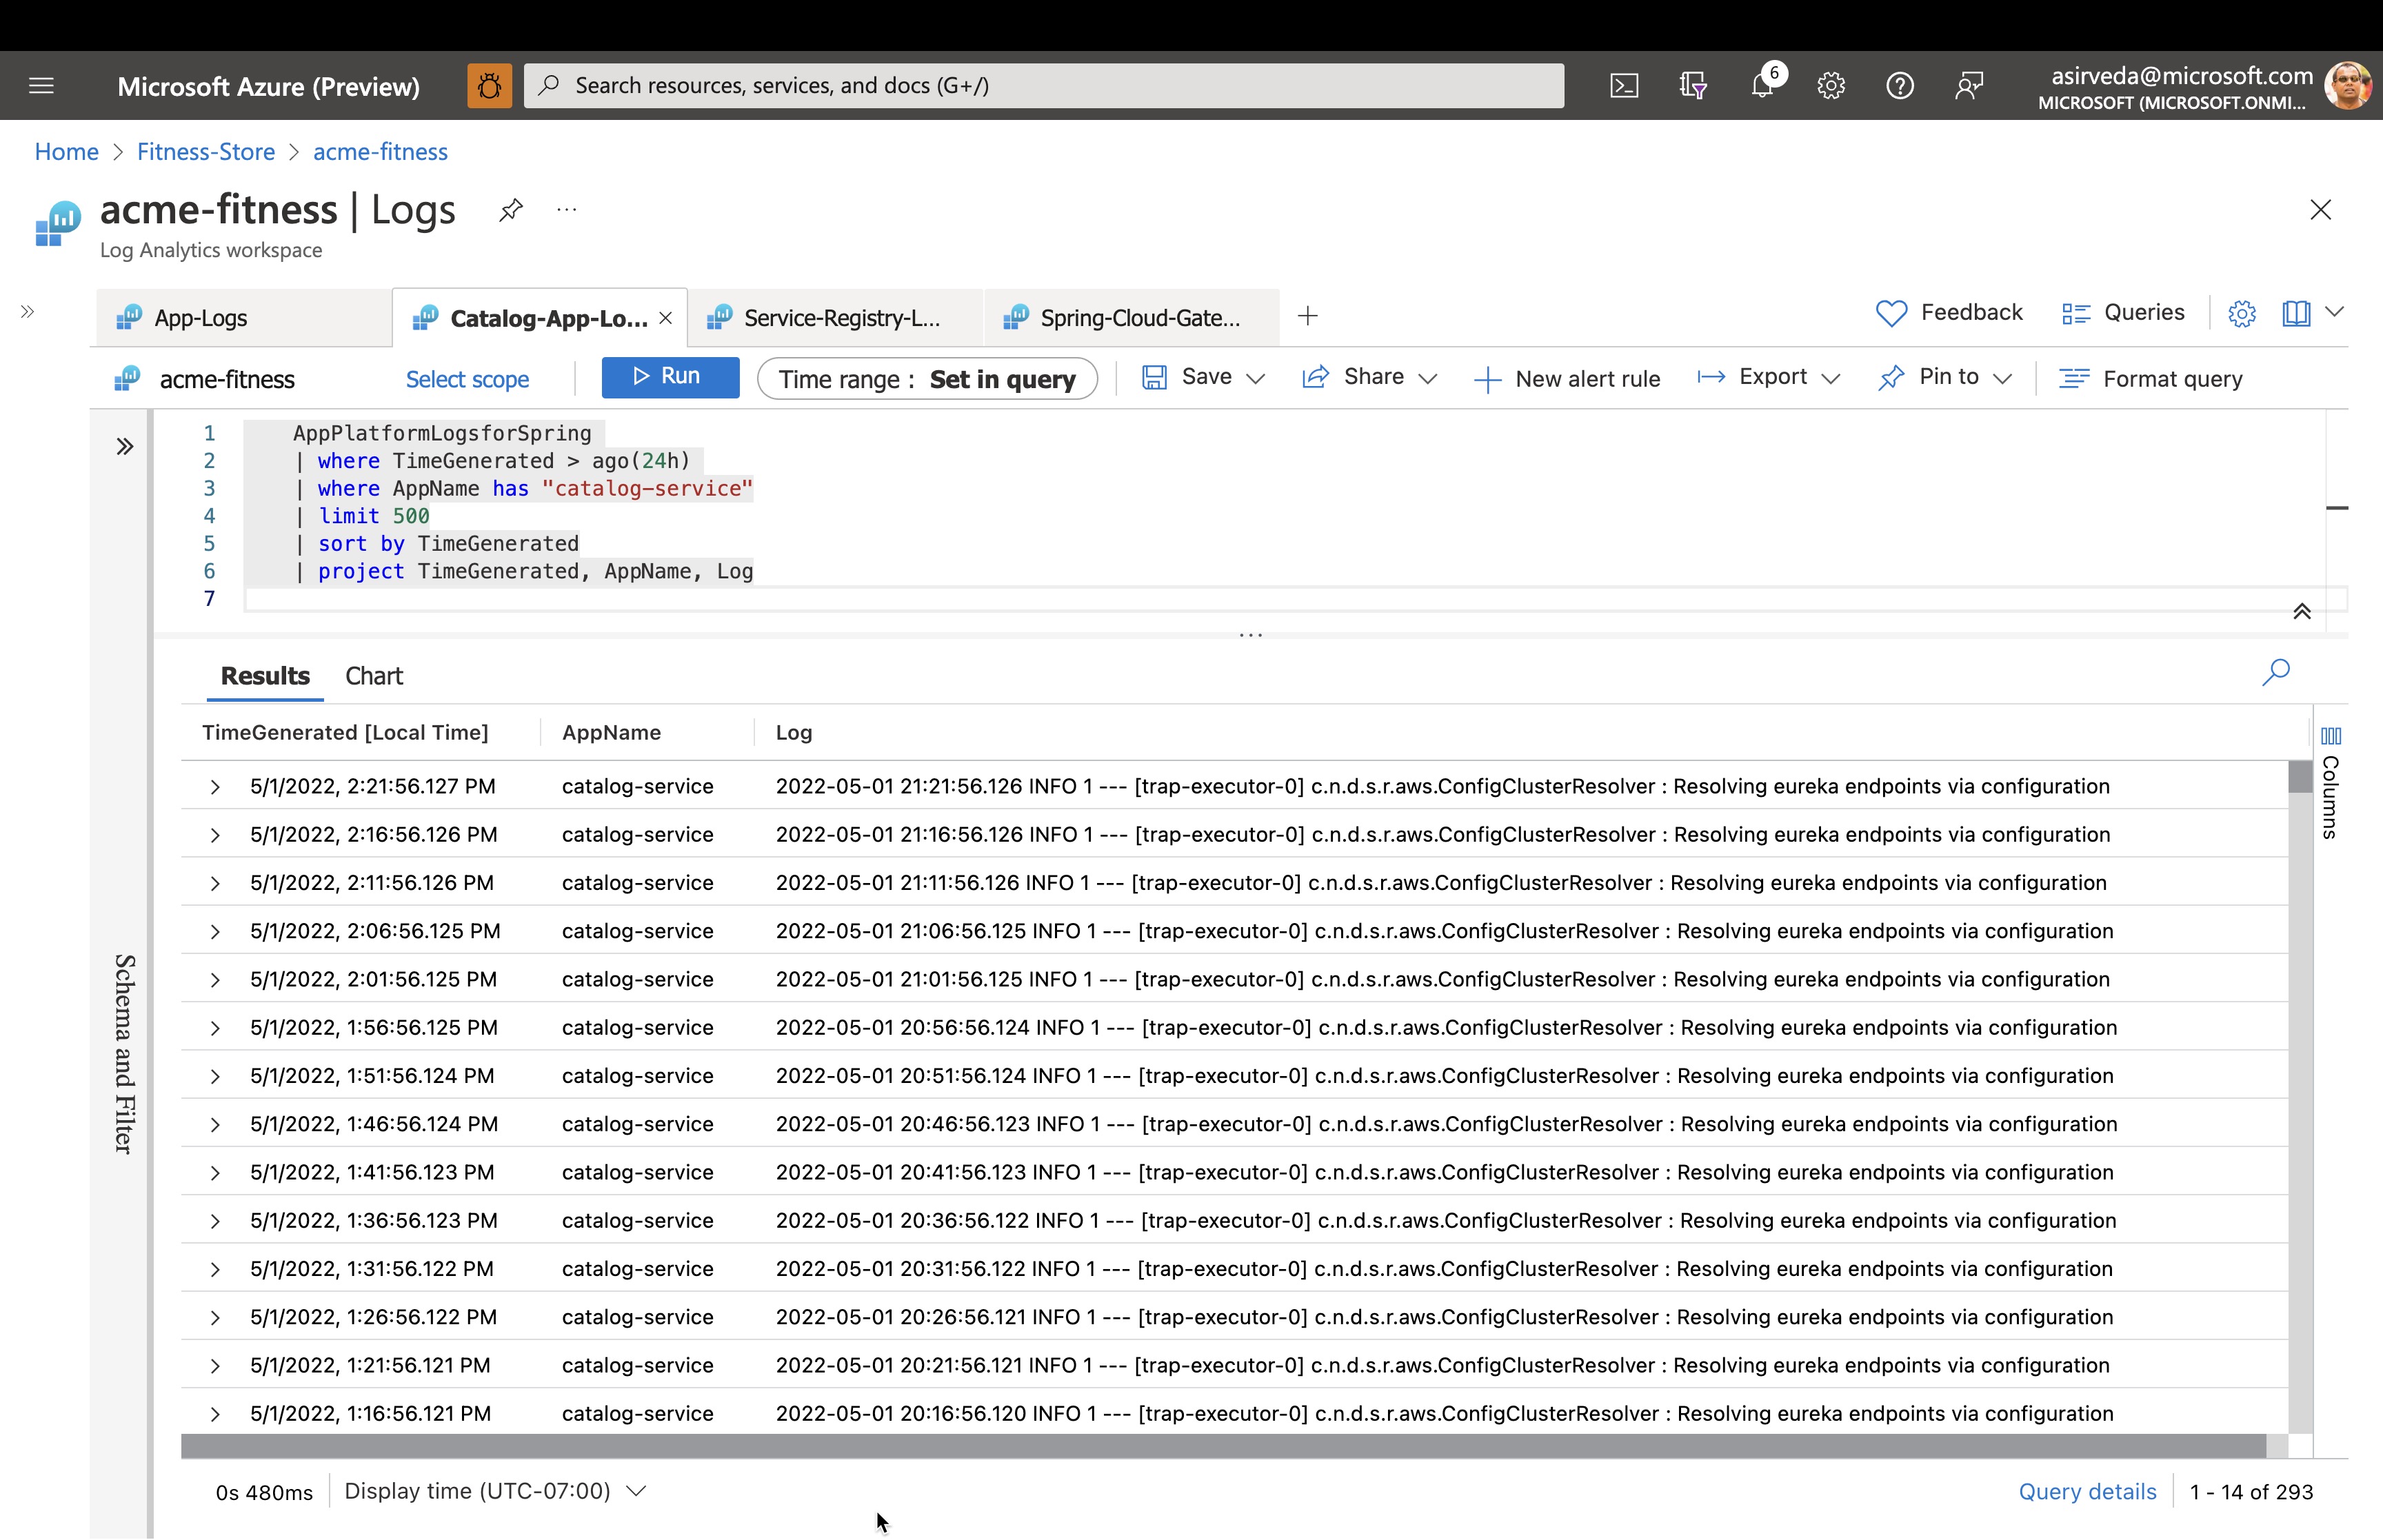 Microsoft Azure (Preview)
Search resources, services, and docs (G+/)
6
asirveda@microsoft.com
MICROSOFT (MICROSOFT.ONMI...
Home > Fitness-Store > acme-fitness
acme-fitness | Logs
...
Log Analytics workspace
App-Logs
Catalog-App-Lo...
Service-Registry-L...
Spring-Cloud-Gate...
Feedback
Queries
acme-fitness
Select scope
Run
Time range : Set in query
Save
Share
New alert rule
Export
Pin to
Format query
1 AppPlatformLogsforSpring
2 | where TimeGenerated > ago(24h)
3 | where AppName has "catalog-service"
4 | limit 500
5 | sort by TimeGenerated
6 | project TimeGenerated, AppName, Log
7
Schema and Filter
Results
Chart
TimeGenerated [Local Time] AppName Log
Columns
5/1/2022, 2:21:56.127 PM catalog-service 2022-05-01 21:21:56.126 INFO 1 --- [trap-executor-0] c.n.d.s.r.aws.ConfigClusterResolver : Resolving eureka endpoints via configuration
5/1/2022, 2:16:56.126 PM catalog-service 2022-05-01 21:16:56.126 INFO 1 --- [trap-executor-0] c.n.d.s.r.aws.ConfigClusterResolver : Resolving eureka endpoints via configuration
5/1/2022, 2:11:56.126 PM catalog-service 2022-05-01 21:11:56.126 INFO 1 --- [trap-executor-0] c.n.d.s.r.aws.ConfigClusterResolver : Resolving eureka endpoints via configuration
5/1/2022, 2:06:56.125 PM catalog-service 2022-05-01 21:06:56.125 INFO 1 --- [trap-executor-0] c.n.d.s.r.aws.ConfigClusterResolver : Resolving eureka endpoints via configuration
5/1/2022, 2:01:56.125 PM catalog-service 2022-05-01 21:01:56.125 INFO 1 --- [trap-executor-0] c.n.d.s.r.aws.ConfigClusterResolver : Resolving eureka endpoints via configuration
5/1/2022, 1:56:56.125 PM catalog-service 2022-05-01 20:56:56.124 INFO 1 --- [trap-executor-0] c.n.d.s.r.aws.ConfigClusterResolver : Resolving eureka endpoints via configuration
5/1/2022, 1:51:56.124 PM catalog-service 2022-05-01 20:51:56.124 INFO 1 --- [trap-executor-0] c.n.d.s.r.aws.ConfigClusterResolver : Resolving eureka endpoints via configuration
5/1/2022, 1:46:56.124 PM catalog-service 2022-05-01 20:46:56.123 INFO 1 --- [trap-executor-0] c.n.d.s.r.aws.ConfigClusterResolver : Resolving eureka endpoints via configuration
5/1/2022, 1:41:56.123 PM catalog-service 2022-05-01 20:41:56.123 INFO 1 --- [trap-executor-0] c.n.d.s.r.aws.ConfigClusterResolver : Resolving eureka endpoints via configuration
5/1/2022, 1:36:56.123 PM catalog-service 2022-05-01 20:36:56.122 INFO 1 --- [trap-executor-0] c.n.d.s.r.aws.ConfigClusterResolver : Resolving eureka endpoints via configuration
5/1/2022, 1:31:56.122 PM catalog-service 2022-05-01 20:31:56.122 INFO 1 --- [trap-executor-0] c.n.d.s.r.aws.ConfigClusterResolver : Resolving eureka endpoints via configuration
5/1/2022, 1:26:56.122 PM catalog-service 2022-05-01 20:26:56.121 INFO 1 --- [trap-executor-0] c.n.d.s.r.aws.ConfigClusterResolver : Resolving eureka endpoints via configuration
5/1/2022, 1:21:56.121 PM catalog-service 2022-05-01 20:21:56.121 INFO 1 --- [trap-executor-0] c.n.d.s.r.aws.ConfigClusterResolver : Resolving eureka endpoints via configuration
5/1/2022, 1:16:56.121 PM catalog-service 2022-05-01 20:16:56.120 INFO 1 --- [trap-executor-0] c.n.d.s.r.aws.ConfigClusterResolver : Resolving eureka endpoints via configuration
0s 480ms
Display time (UTC-07:00)
Query details
1 - 14 of 293